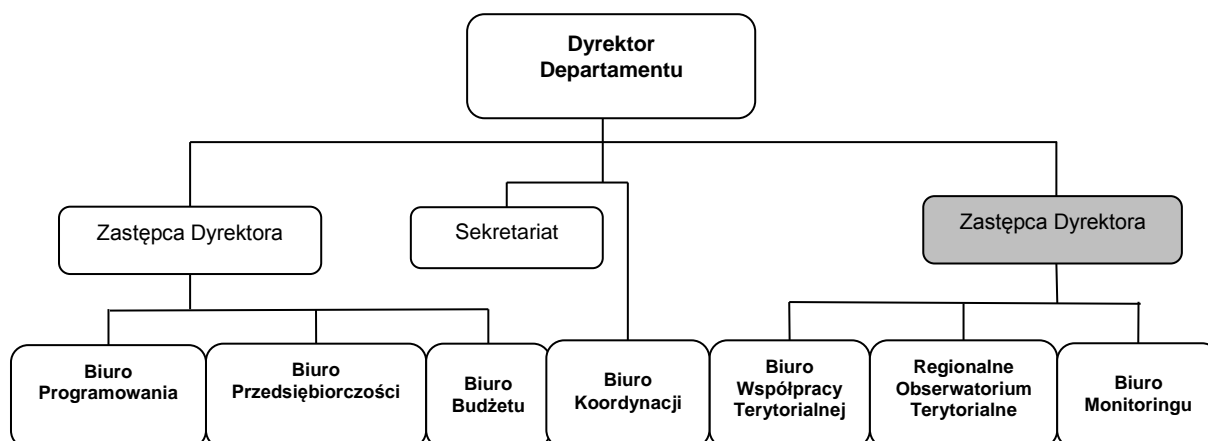 Dyrektor
Departamentu
Zastępca Dyrektora
Sekretariat
Zastępca Dyrektora
Biuro
Programowania
Biuro
Przedsiębiorczości
Biuro
Budżetu
Biuro
Koordynacji
Biuro
Współpracy
Terytorialnej
Regionalne
Obserwatorium
Terytorialne
Biuro
Monitoringu